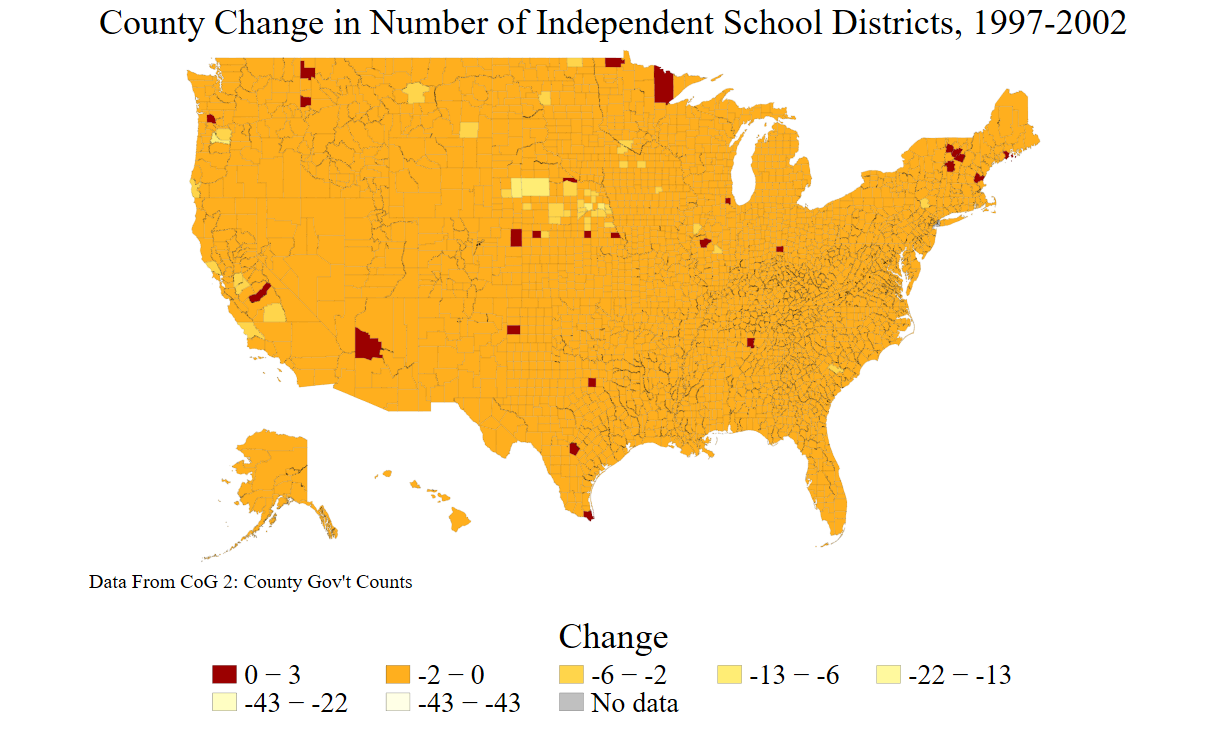 County Change in Number of Independent School Districts, 1997-2002
Data From CoG 2: County Gov't Counts
Change
0 − 3 -2 − 0 -6 − -2 -13 − -6 -22 − -13
-43 − -22 -43 − -43 No data